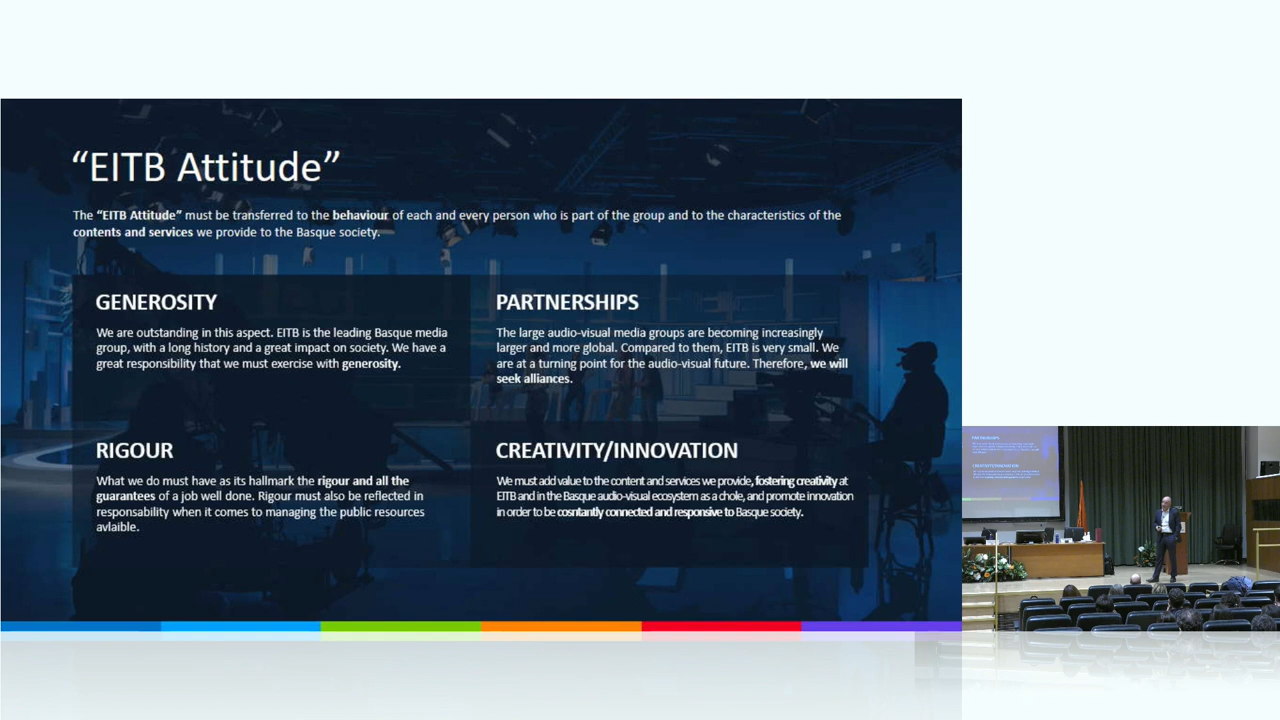 “EITB Attitude”
The “EITB Attitude” must be transferred to the behaviour of each and every person who is part of the group and to the characteristics of the
contents and services we provide to the Basque society.
GENEROSITY
We are outstanding in this aspect. EITB is the leading Basque media
group, with a long history and a great impact on society. We have a
great responsibility that we must exercise with generosity.
PARTNERSHIPS
The large audio-visual media groups are becoming increasingly
larger and more global. Compared to them, EITB is very small. We
are at a turning point for the audio-visual future. Therefore, we will
seek alliances.
RIGOUR
What we do must have as its hallmark the rigour and all the
guarantees of a job well done. Rigour must also be reflected in
responsability when it comes to managing the public resources
avlaible.
CREATIVITY/INNOVATION
We must add value to the content and services we provide, fostering creativity at
EITB and in the Basque audio-visual ecosystem as a chole, and promote innovation
in order to be cosntantly connected and responsive to Basque society.
PARTNERSHIPS
CREATIVITY/INNOVATION